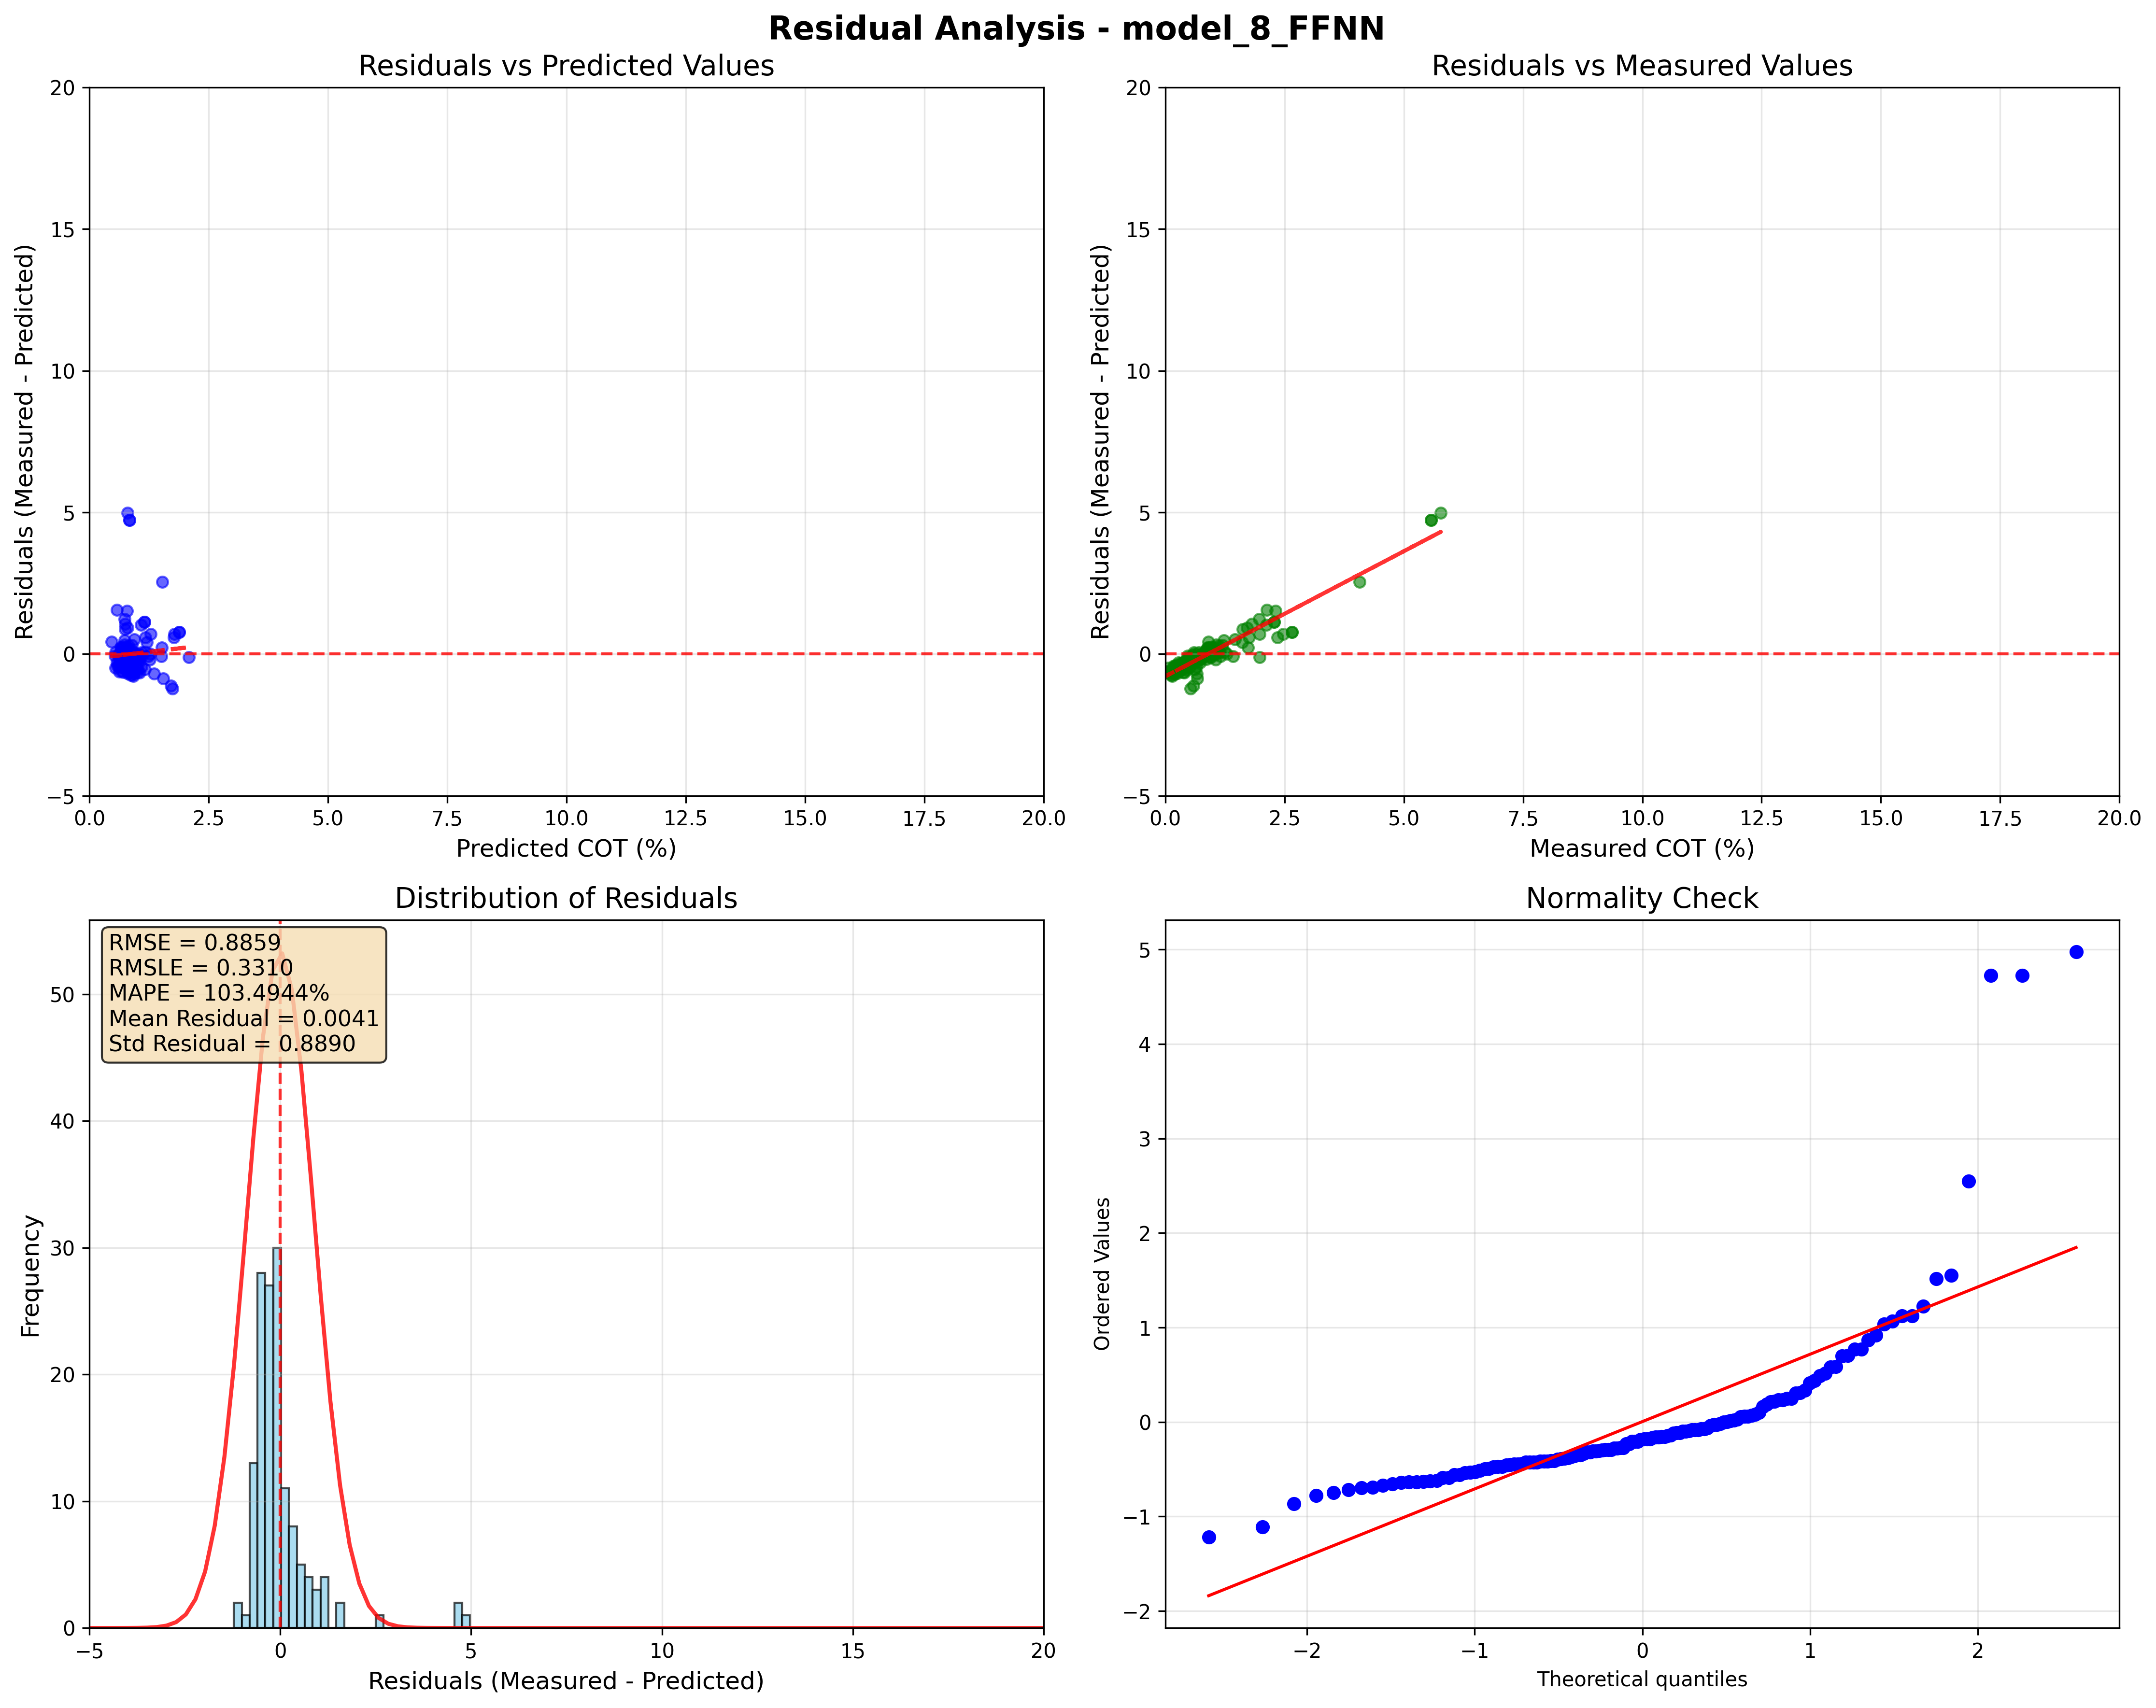 Residual Analysis - model_8_FFNN
Residuals vs Predicted Values
20
15
10
5
0
−5
0.0 2.5 5.0 7.5 10.0 12.5 15.0 17.5 20.0
Residuals (Measured - Predicted)
Predicted COT (%)
Residuals vs Measured Values
20
15
10
5
0
−5
0.0 2.5 5.0 7.5 10.0 12.5 15.0 17.5 20.0
Residuals (Measured - Predicted)
Measured COT (%)
Distribution of Residuals
RMSE = 0.8859
RMSLE = 0.3310
MAPE = 103.4944%
Mean Residual = 0.0041
Std Residual = 0.8890
50
40
30
20
10
0
−5 0 5 10 15 20
Frequency
Residuals (Measured - Predicted)
Normality Check
5
4
3
2
1
0
−1
−2
−2 −1 0 1 2
Ordered Values
Theoretical quantiles